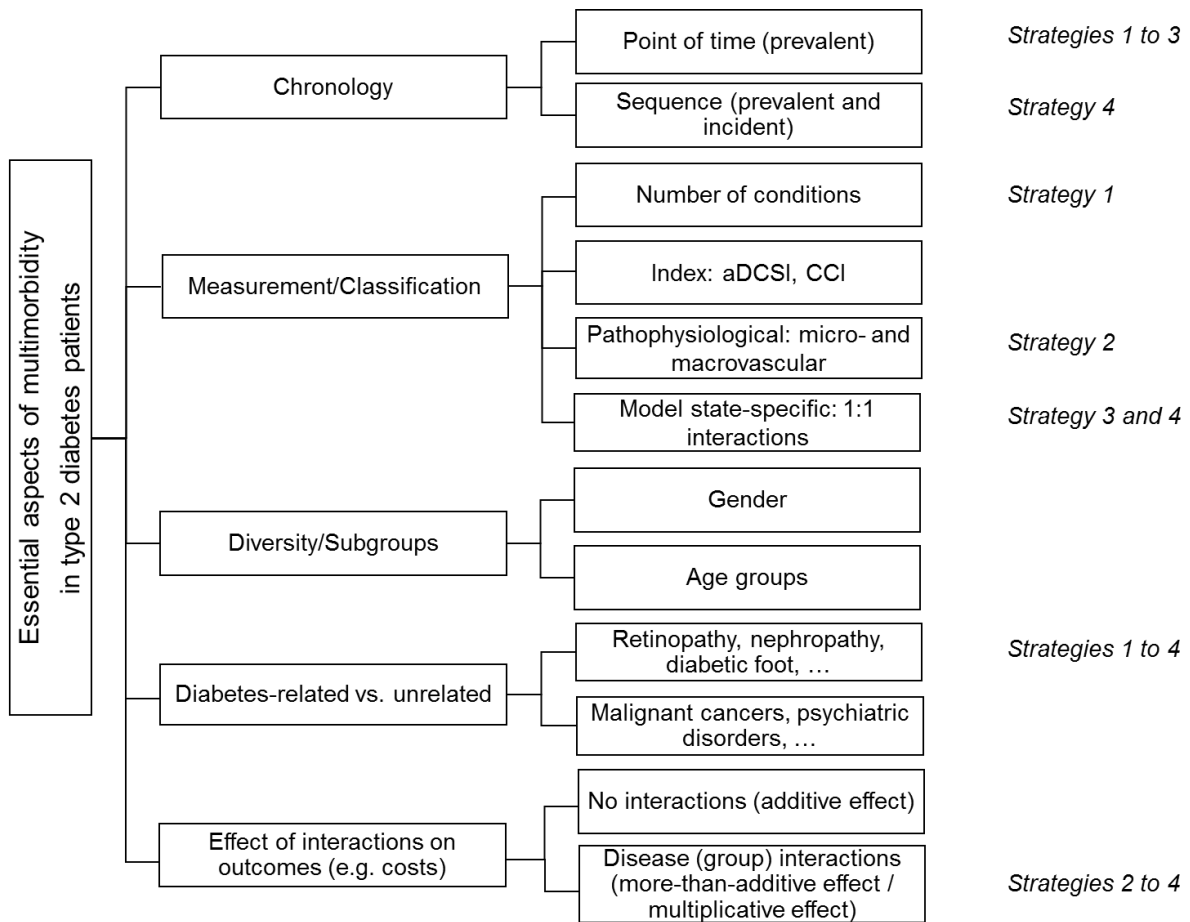 Essential aspects of multimorbidity
in type 2 diabetes patients
Chronology
Point of time (prevalent)
Strategies 1 to 3
Sequence (prevalent and
incident)
Strategy 4
Measurement/Classification
Number of conditions
Strategy 1
Index: aDCSI, CCI
Pathophysiological: micro- and
macrovascular
Strategy 2
Model state-specific: 1:1
interactions
Strategy 3 and 4
Diversity/Subgroups
Gender
Age groups
Diabetes-related vs. unrelated
Retinopathy, nephropathy,
diabetic foot, …
Strategies 1 to 4
Malignant cancers, psychiatric
disorders, …
Effect of interactions on
outcomes (e.g. costs)
No interactions (additive effect)
Disease (group) interactions
(more-than-additive effect /
multiplicative effect)
Strategies 2 to 4